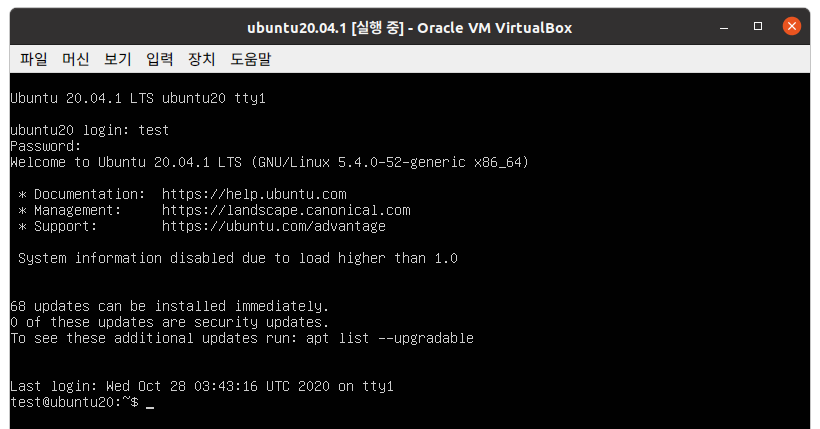 ubuntu20.04.1 [실행 중] - Oracle VM VirtualBox
파일 머신 보기 입력 장치 도움말
Ubuntu 20.04.1 LTS ubuntu20 tty1
ubuntu20 login: test
Password:
Welcome to Ubuntu 20.04.1 LTS (GNU/Linux 5.4.0-52-generic x86_64)
* Documentation:  https://help.ubuntu.com
* Management:     https://landscape.canonical.com
* Support:        https://ubuntu.com/advantage
System information disabled due to load higher than 1.0
68 updates can be installed immediately.
0 of these updates are security updates.
To see these additional updates run: apt list --upgradable
Last login: Wed Oct 28 03:43:16 UTC 2020 on tty1
test@ubuntu20:~$ _